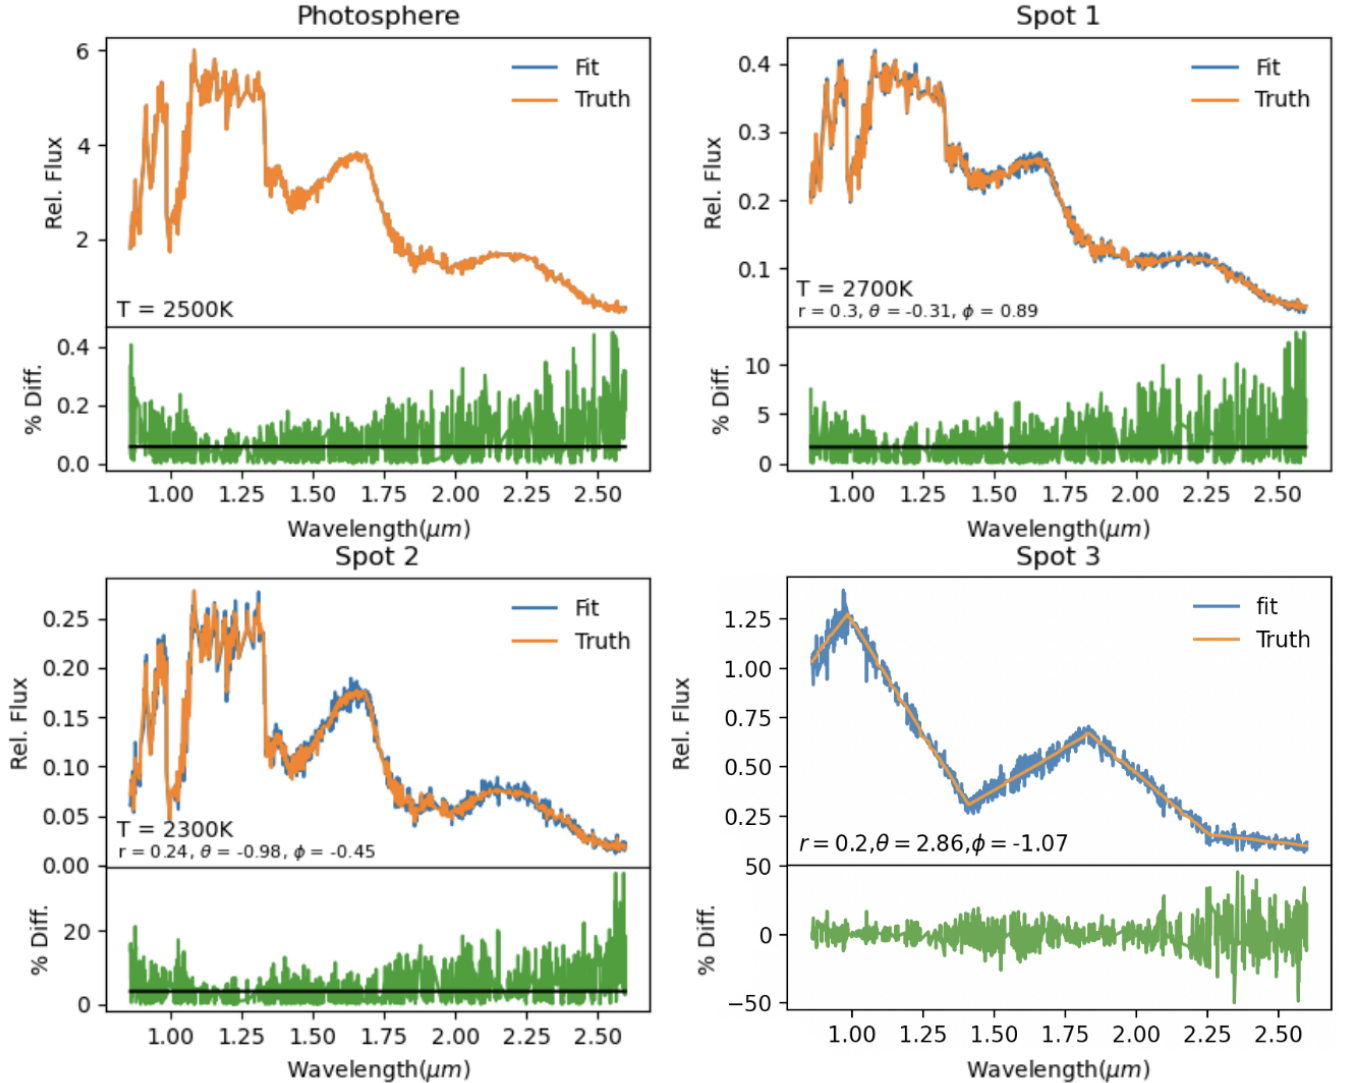 Photosphere
Rel. Flux
6
4
2
Fit
Truth
T = 2500K
% Diff.
0.4
0.2
0.0
1.00 1.25 1.50 1.75 2.00 2.25 2.50
Wavelength(μm)
Spot 1
Rel. Flux
0.4
0.3
0.2
0.1
Fit
Truth
T = 2700K
r = 0.3, θ = -0.31, ϕ = 0.89
% Diff.
10
5
0
1.00 1.25 1.50 1.75 2.00 2.25 2.50
Wavelength(μm)
Spot 2
Rel. Flux
0.25
0.20
0.15
0.10
0.05
0.00
Fit
Truth
T = 2300K
r = 0.24, θ = -0.98, ϕ = -0.45
% Diff.
20
0
1.00 1.25 1.50 1.75 2.00 2.25 2.50
Wavelength(μm)
Spot 3
Rel. Flux
1.25
1.00
0.75
0.50
0.25
fit
Truth
r = 0.2,θ = 2.86,ϕ = -1.07
% Diff.
50
0
−50
1.00 1.25 1.50 1.75 2.00 2.25 2.50
Wavelength(μm)